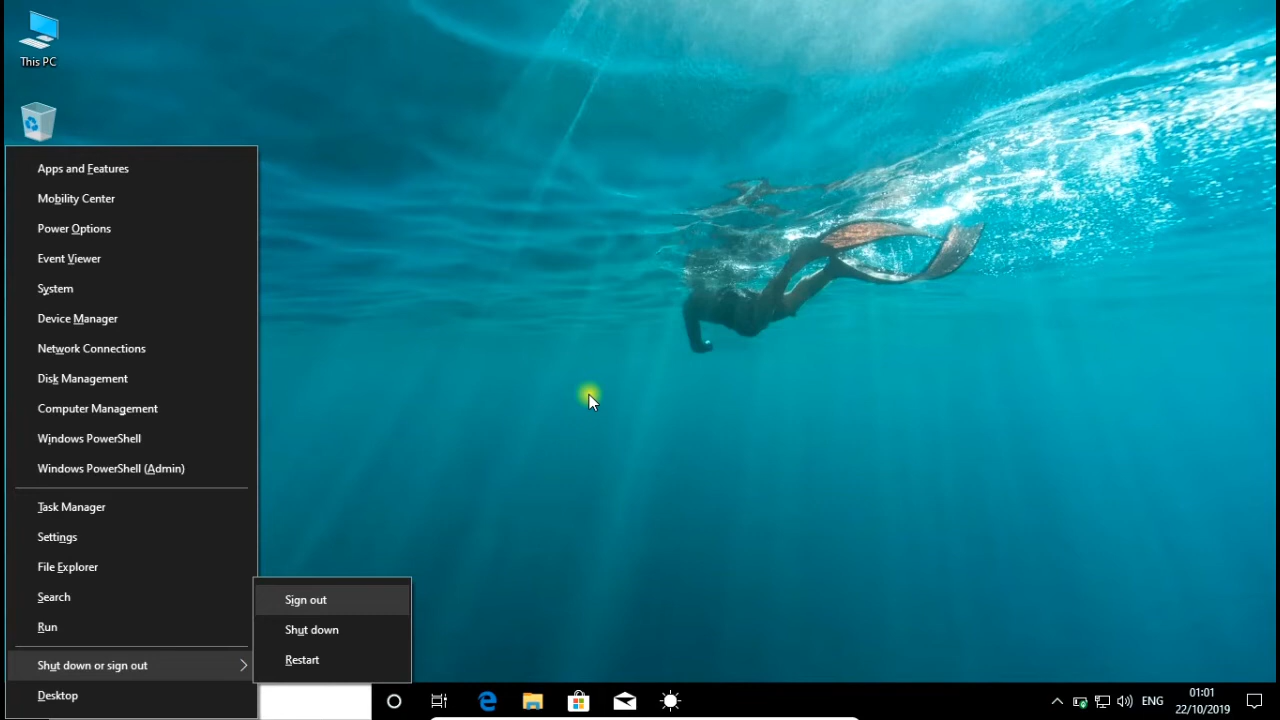 This PC
Apps and Features
Mobility Center
Power Options
Event Viewer
System
Device Manager
Network Connections
Disk Management
Computer Management
Windows PowerShell
Windows PowerShell (Admin)
Task Manager
Settings
File Explorer
Search
Run
Shut down or sign out
Desktop
Sign out
Shut down
Restart
ENG
01:01
22/10/2019